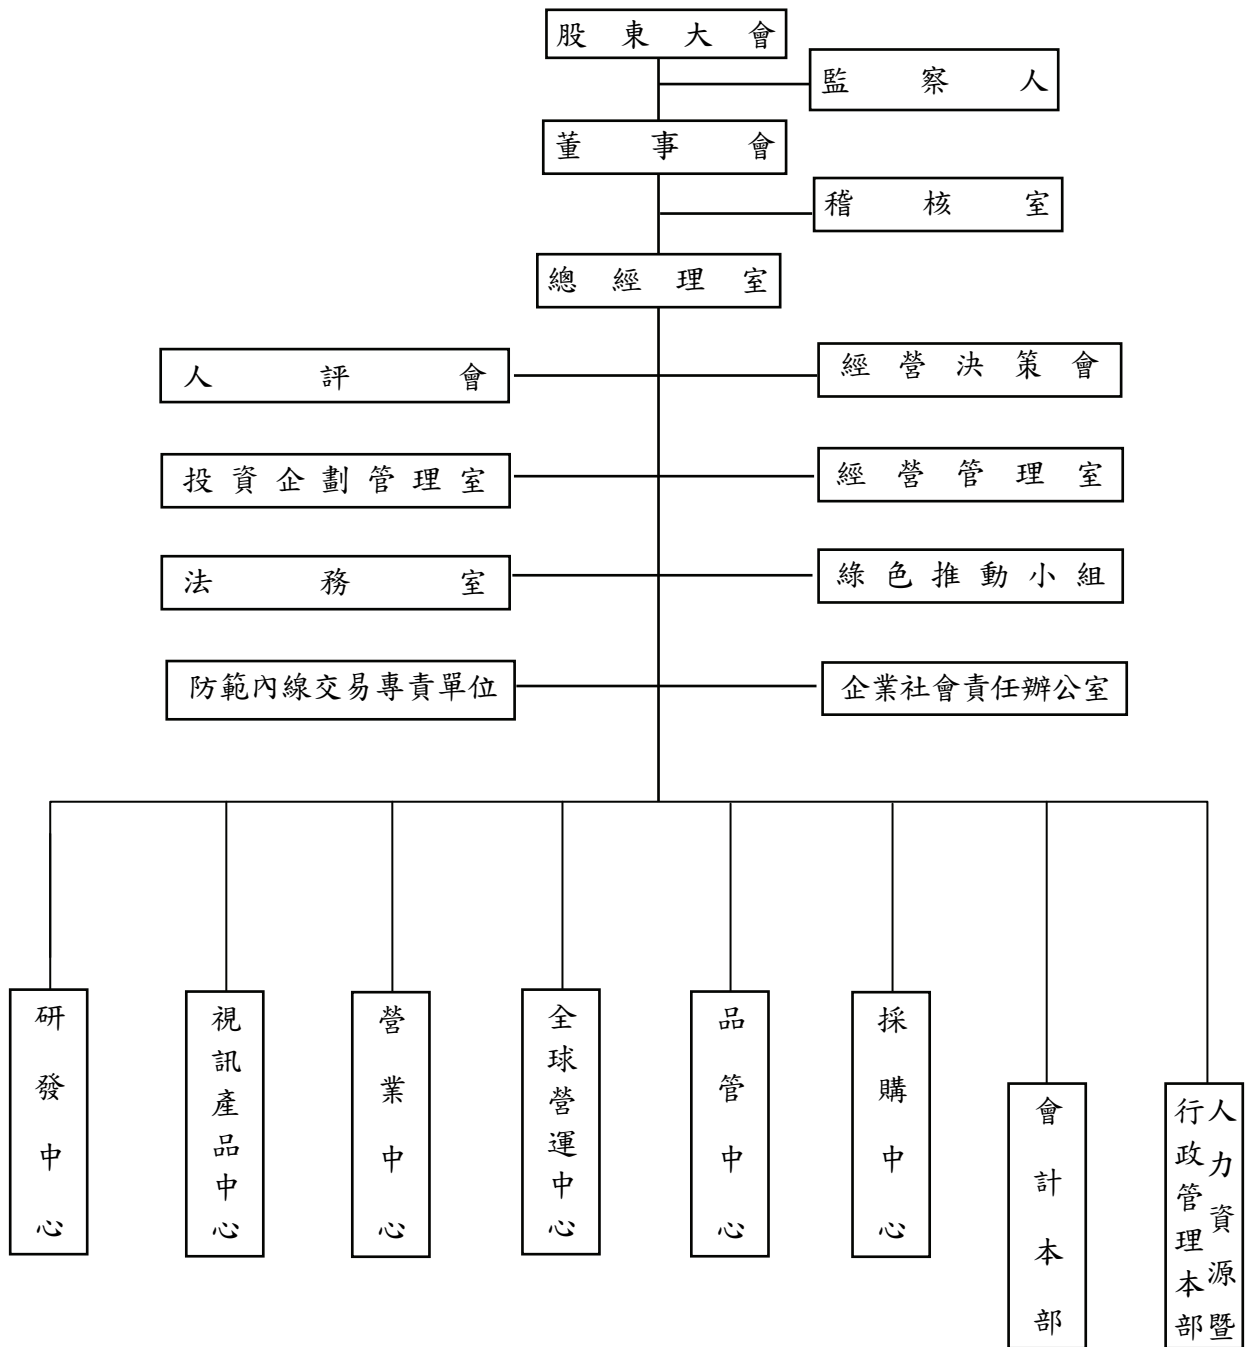 股東大會
監察人
董事會
稽核室
總經理室
人評會
經營決策會
投資企劃管理室
經營管理室
法務室
綠色推動小組
防範內線交易專責單位
企業社會責任辦公室
研發中心
視訊產品中心
營業中心
全球營運中心
品管中心
採購中心
會計本部
人力資源暨
行政管理本部